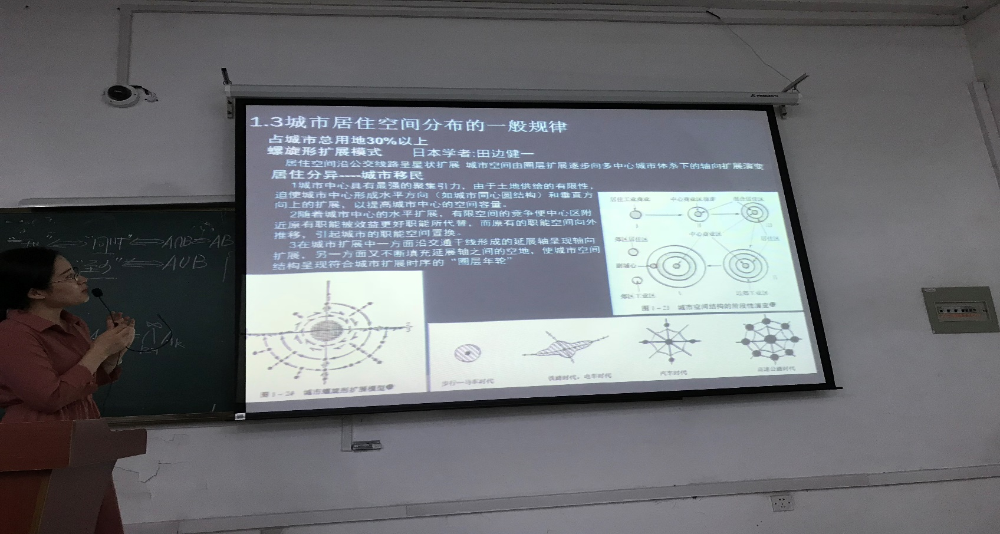 1.3城市居住空间分布的一般规律
占城市总用地30%以上
螺旋形扩展模式 日本学者:田边健一
居住空间沿公交线路呈星状扩展 城市空间由圈层扩展逐步向多中心城市体系下的轴向扩展演变
居住分异----城市移民
1城市中心具有最强的聚集引力，由于土地供给的有限性，
迫使城市中心形成水平方向（如城市同心圆结构）和垂直方
向上的扩展，以提高城市中心的空间容量。
2随着城市中心的水平扩展，有限空间的竞争使中心区附
近原有职能被效益更好职能所代替，而原有的职能空间向外
推移，引起城市的职能空间置换。
3在城市扩展中一方面沿交通干线形成的延展轴呈现轴向
扩展，另一方面又不断填充延展轴之间的空地，使城市空间
结构呈现符合城市扩展时序的“圈层年轮”
居住工业商业 中心商业区萌芽 混合居住区
中心商业区
郊区居住区 居住区
副城心
郊区工业区 近郊工业区
图1-21 城市空间结构的阶段性演变
图1-20 城市螺旋形扩展模型
步行—马车时代 铁路时代，电车时代 汽车时代 高速公路时代
⟺ ⟺A∩B AB
⟺A∪B